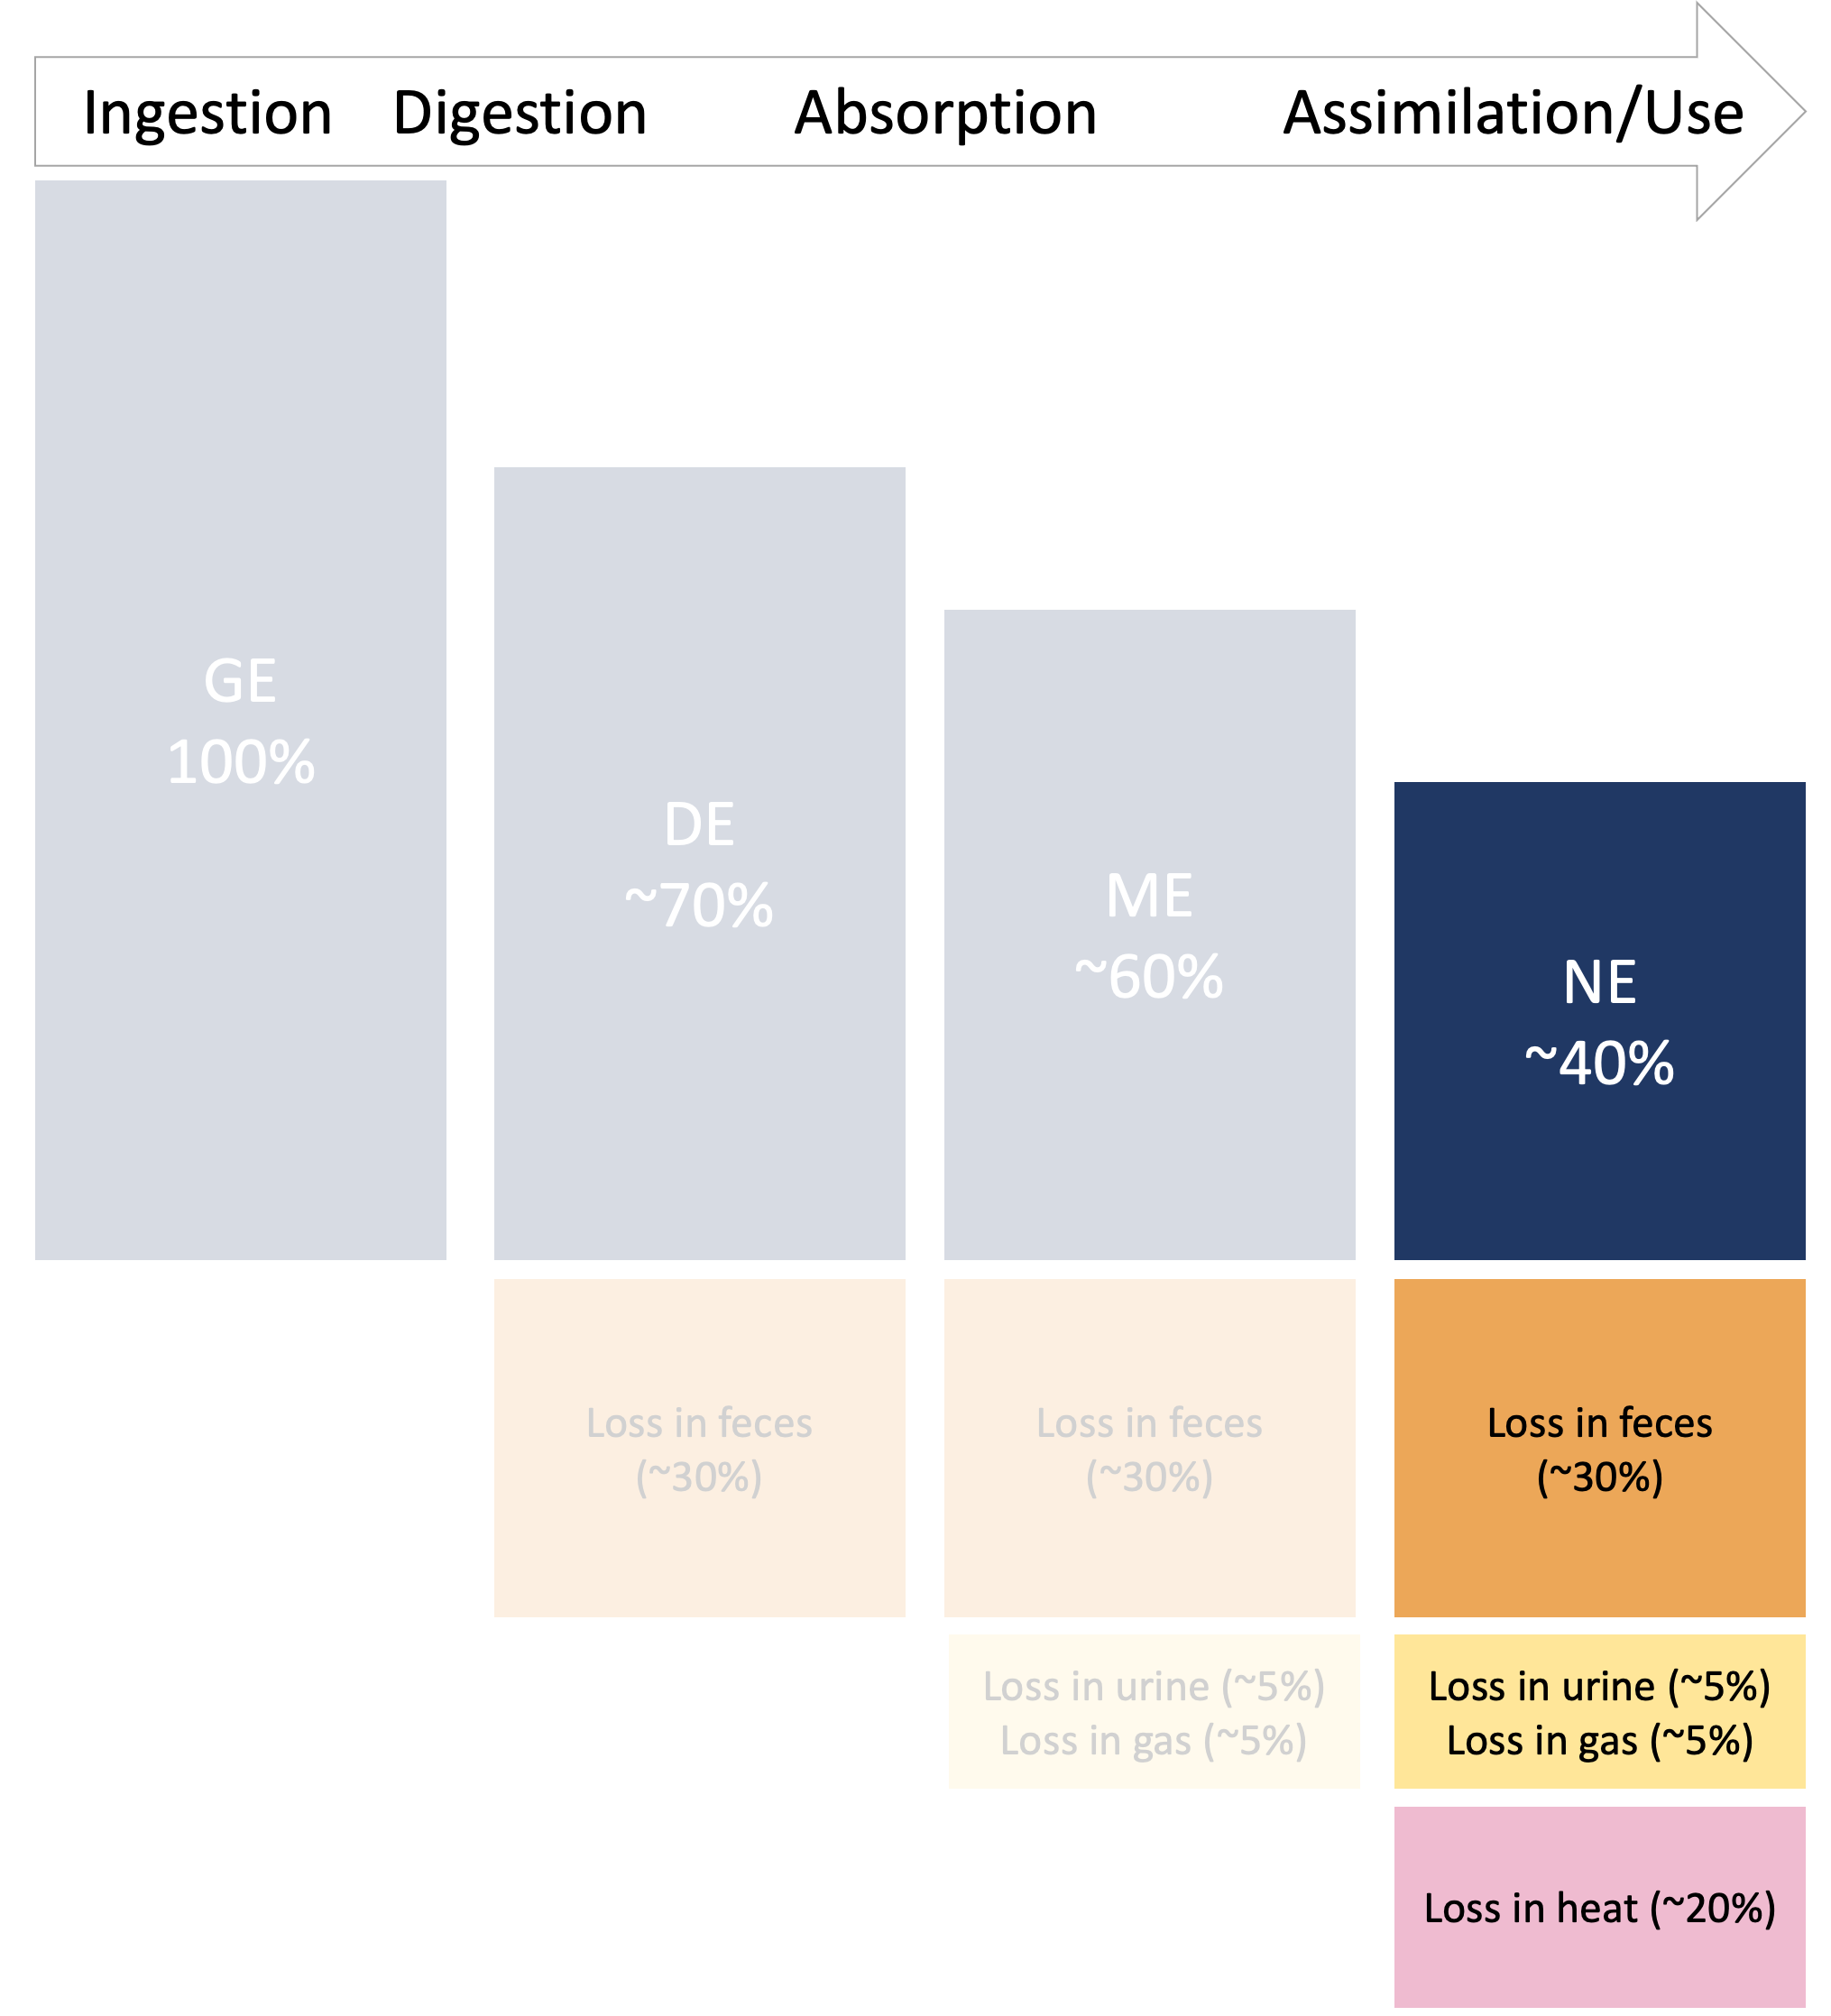 Ingestion Digestion Absorption Assimilation/Use
GE
100%
DE
~70%
ME
~60%
NE
~40%
Loss in feces
(~30%)
Loss in feces
(~30%)
Loss in feces
(~30%)
Loss in urine (~5%)
Loss in gas (~5%)
Loss in urine (~5%)
Loss in gas (~5%)
Loss in heat (~20%)